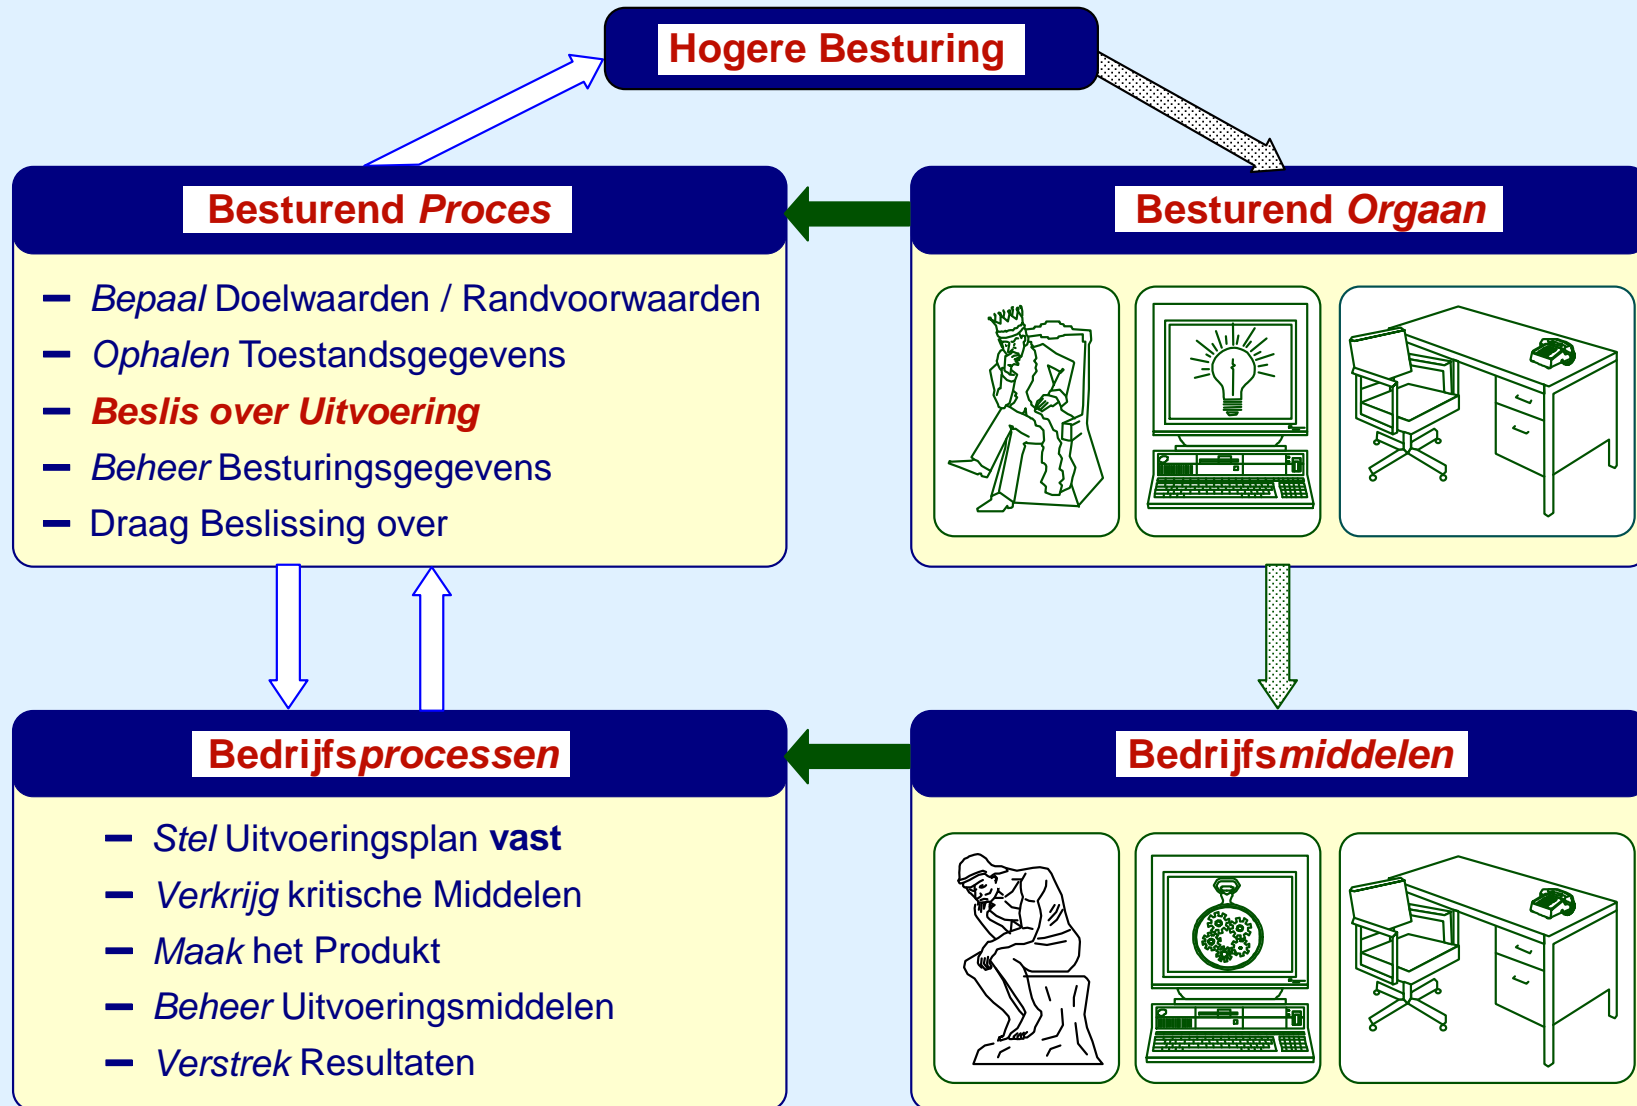 Hogere Besturing
Besturend Proces
– Bepaal Doelwaarden / Randvoorwaarden
– Ophalen Toestandsgegevens
– Beslis over Uitvoering
– Beheer Besturingsgegevens
– Draag Beslissing over
Besturend Orgaan
Bedrijfsprocessen
– Stel Uitvoeringsplan vast
– Verkrijg kritische Middelen
– Maak het Produkt
– Beheer Uitvoeringsmiddelen
– Verstrek Resultaten
Bedrijfsmiddelen